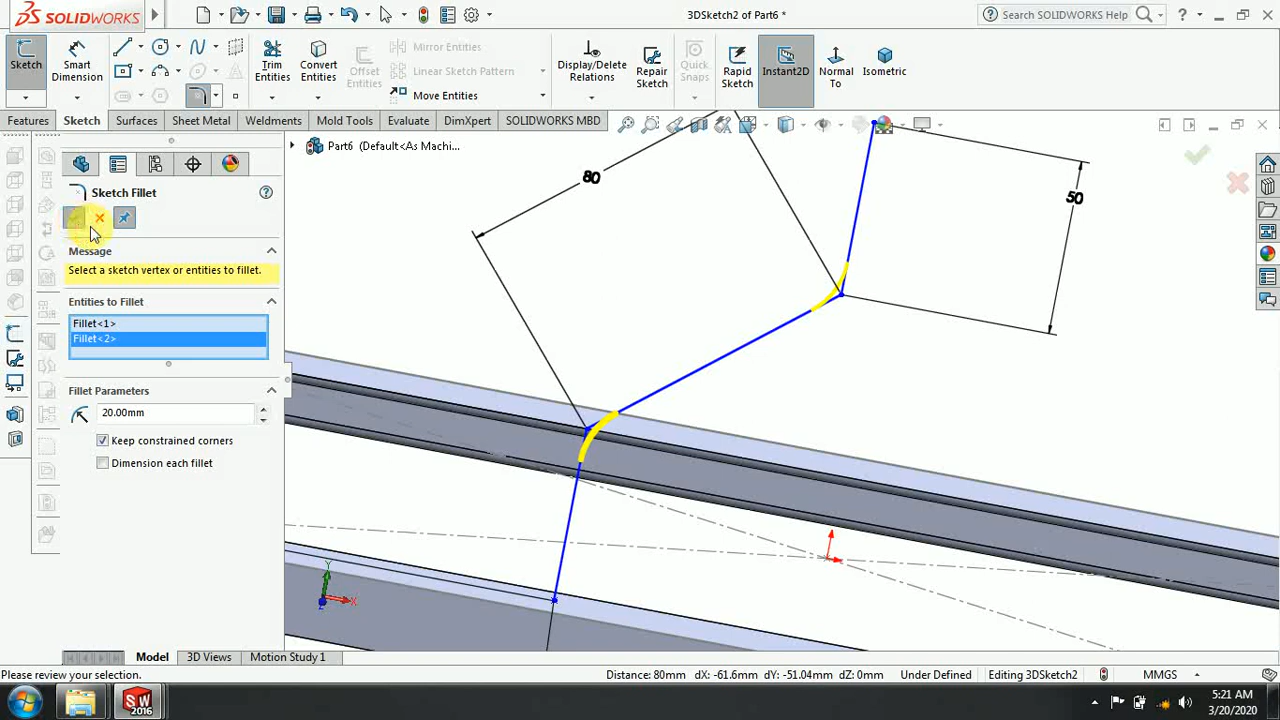 SOLIDWORKS
3DSketch2 of Part6 *
Search SOLIDWORKS Help
?
Sketch
Smart
Dimension
Trim
Entities
Convert
Entities
Offset
Entities
Mirror Entities
Linear Sketch Pattern
Move Entities
Display/Delete
Relations
Repair
Sketch
Quick
Snaps
Rapid
Sketch
Instant2D
Normal
To
Isometric
Features
Sketch
Surfaces
Sheet Metal
Mold Tools
Weldments
Evaluate
DimXpert
SOLIDWORKS MBD
Part6 (Default<As Machi...
Sketch Fillet
?
Message
Select a sketch vertex or entities to fillet.
Entities to Fillet
Fillet<1>
Fillet<2>
Fillet Parameters
20.00mm
Keep constrained corners
Dimension each fillet
80
50
Y
X
Z
Model
3D Views
Motion Study 1
Please review your selection.
Distance: 80mm dX: -61.6mm dY: -51.04mm dZ: 0mm
Under Defined
Editing 3DSketch2
MMGS
SW
2016
5:21 AM
3/20/2020